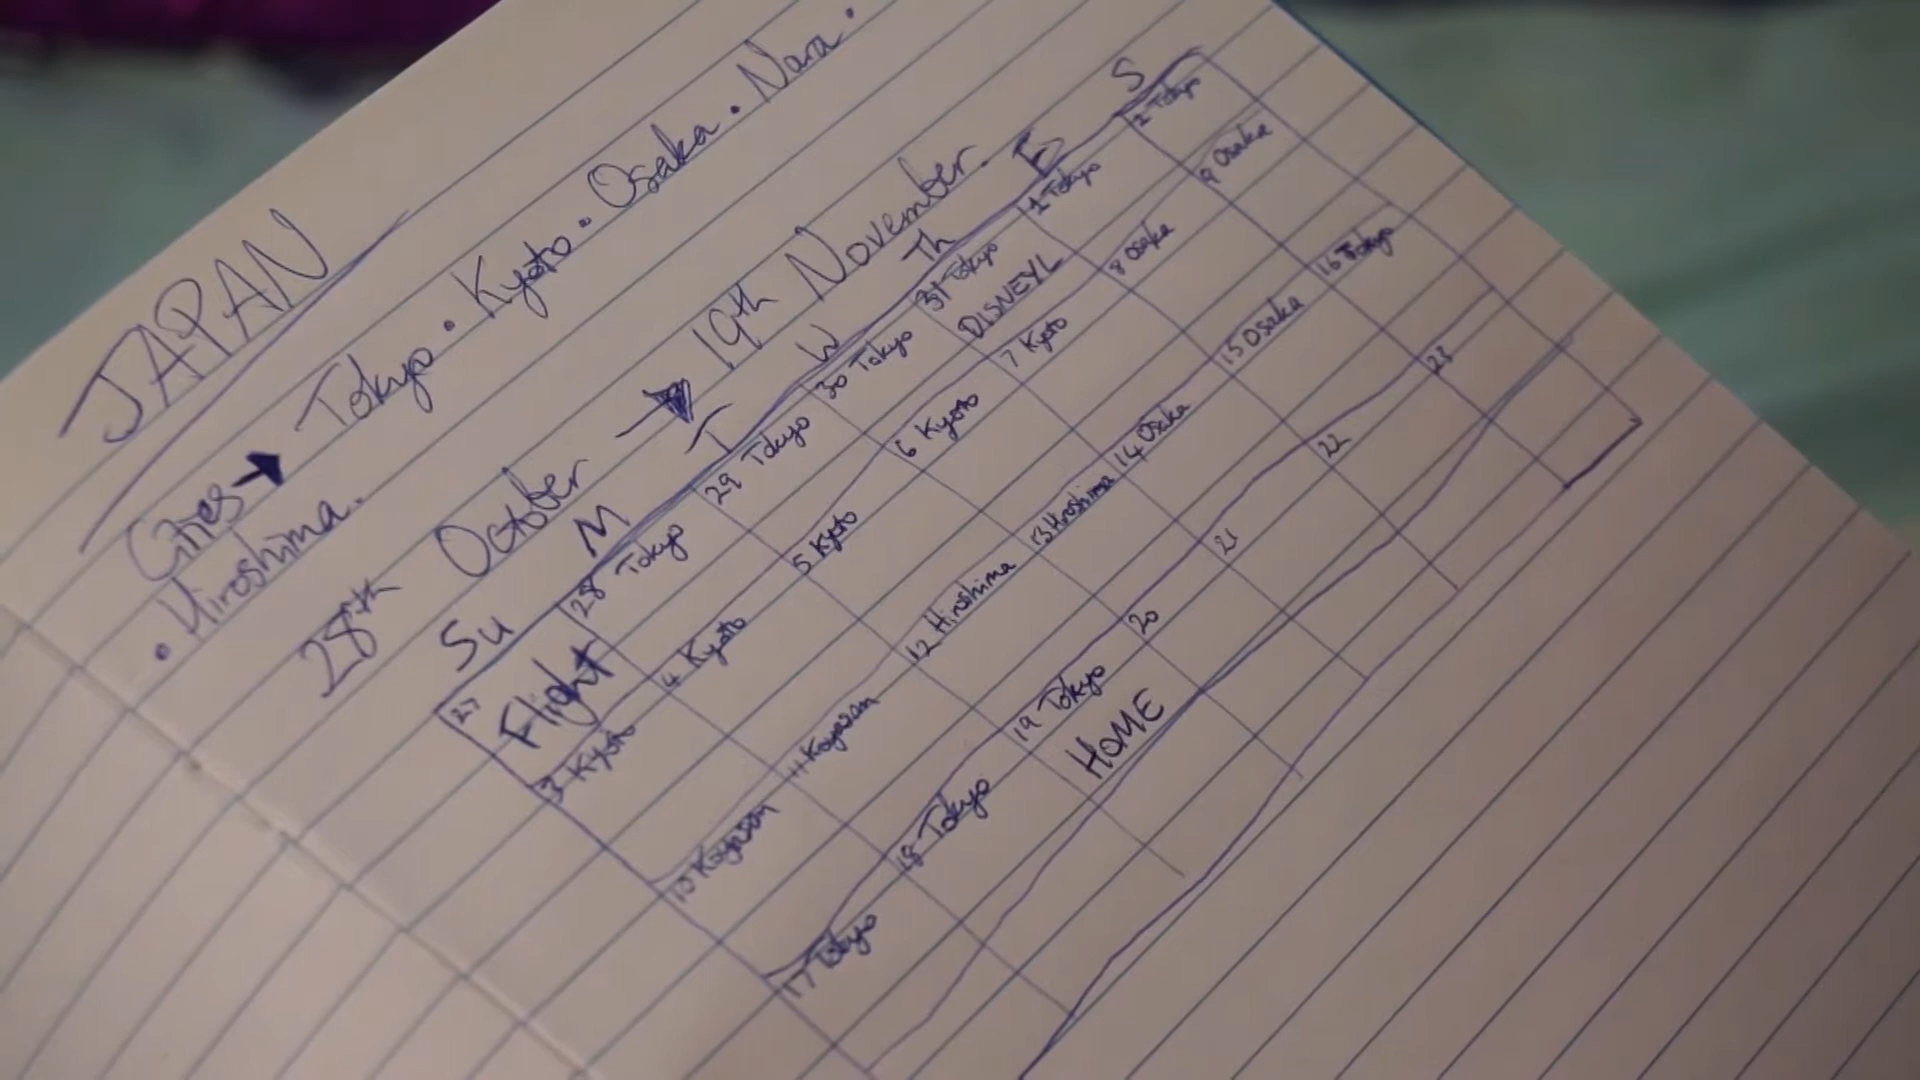 JAPAN
Cities → Tokyo • Kyoto • Osaka • Nara •
• Hiroshima.
28th October → 19th November.
Su M T W Th F S
27 28 Tokyo 29 Tokyo 30 Tokyo 31 Tokyo 1 Tokyo 2 Tokyo
Flight DISNEYL
3 Kyoto 4 Kyoto 5 Kyoto 6 Kyoto 7 Kyoto 8 Osaka 9 Osaka
10 Koyasan 11 Koyasan 12 Hiroshima 13 Hiroshima 14 Osaka 15 Osaka 16 Tokyo
17 Tokyo 18 Tokyo 19 Tokyo 20 21 22 23
HOME